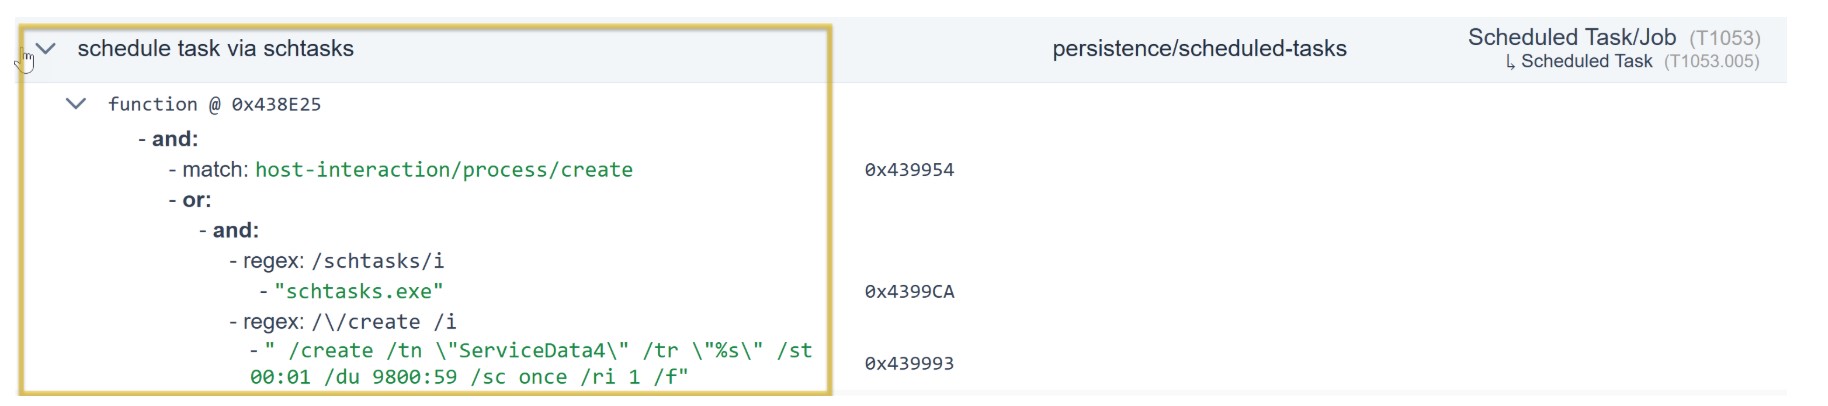 schedule task via schtasks persistence/scheduled-tasks Scheduled Task/Job (T1053)
↳ Scheduled Task (T1053.005)
function @ 0x438E25
- and:
- match: host-interaction/process/create 0x439954
- or:
- and:
- regex: /schtasks/i
- "schtasks.exe" 0x4399CA
- regex: /\/create /i
- " /create /tn \"ServiceData4\" /tr \"%s\" /st 0x439993
00:01 /du 9800:59 /sc once /ri 1 /f"